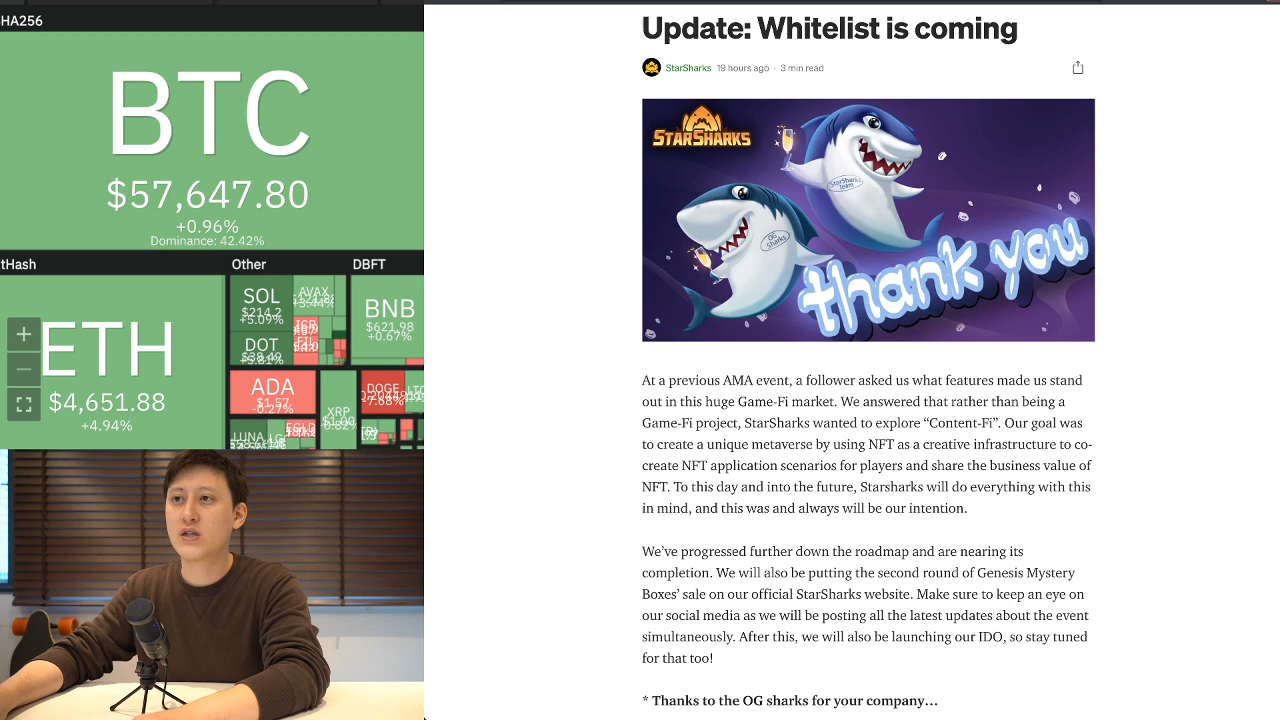 HA256
BTC
$57,647.80
+0.96%
Dominance: 42.42%
tHash
Other
DBFT
SOL
$214.2
+5.09%
AVAX
DOT
BNB
$621.98
+0.67%
ETH
$4,651.88
+4.94%
ADA
$1.57
-0.27%
XRP
DOGE
-7.68%
LUNA
EGLD
Update: Whitelist is coming
StarSharks 19 hours ago · 3 min read
STARSHARKS
StarShark team
OG Sharks
thank you
At a previous AMA event, a follower asked us what features made us stand
out in this huge Game-Fi market. We answered that rather than being a
Game-Fi project, StarSharks wanted to explore “Content-Fi”. Our goal was
to create a unique metaverse by using NFT as a creative infrastructure to co-
create NFT application scenarios for players and share the business value of
NFT. To this day and into the future, Starsharks will do everything with this
in mind, and this was and always will be our intention.
We’ve progressed further down the roadmap and are nearing its
completion. We will also be putting the second round of Genesis Mystery
Boxes’ sale on our official StarSharks website. Make sure to keep an eye on
our social media as we will be posting all the latest updates about the event
simultaneously. After this, we will also be launching our IDO, so stay tuned
for that too!
* Thanks to the OG sharks for your company…